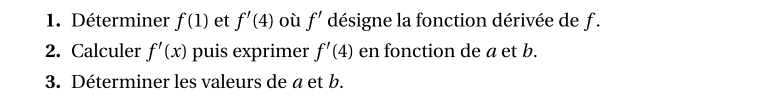 1. Déterminer f(1) et f′(4) où f′ désigne la fonction dérivée de f.
2. Calculer f′(x) puis exprimer f′(4) en fonction de a et b.
3. Déterminer les valeurs de a et b.